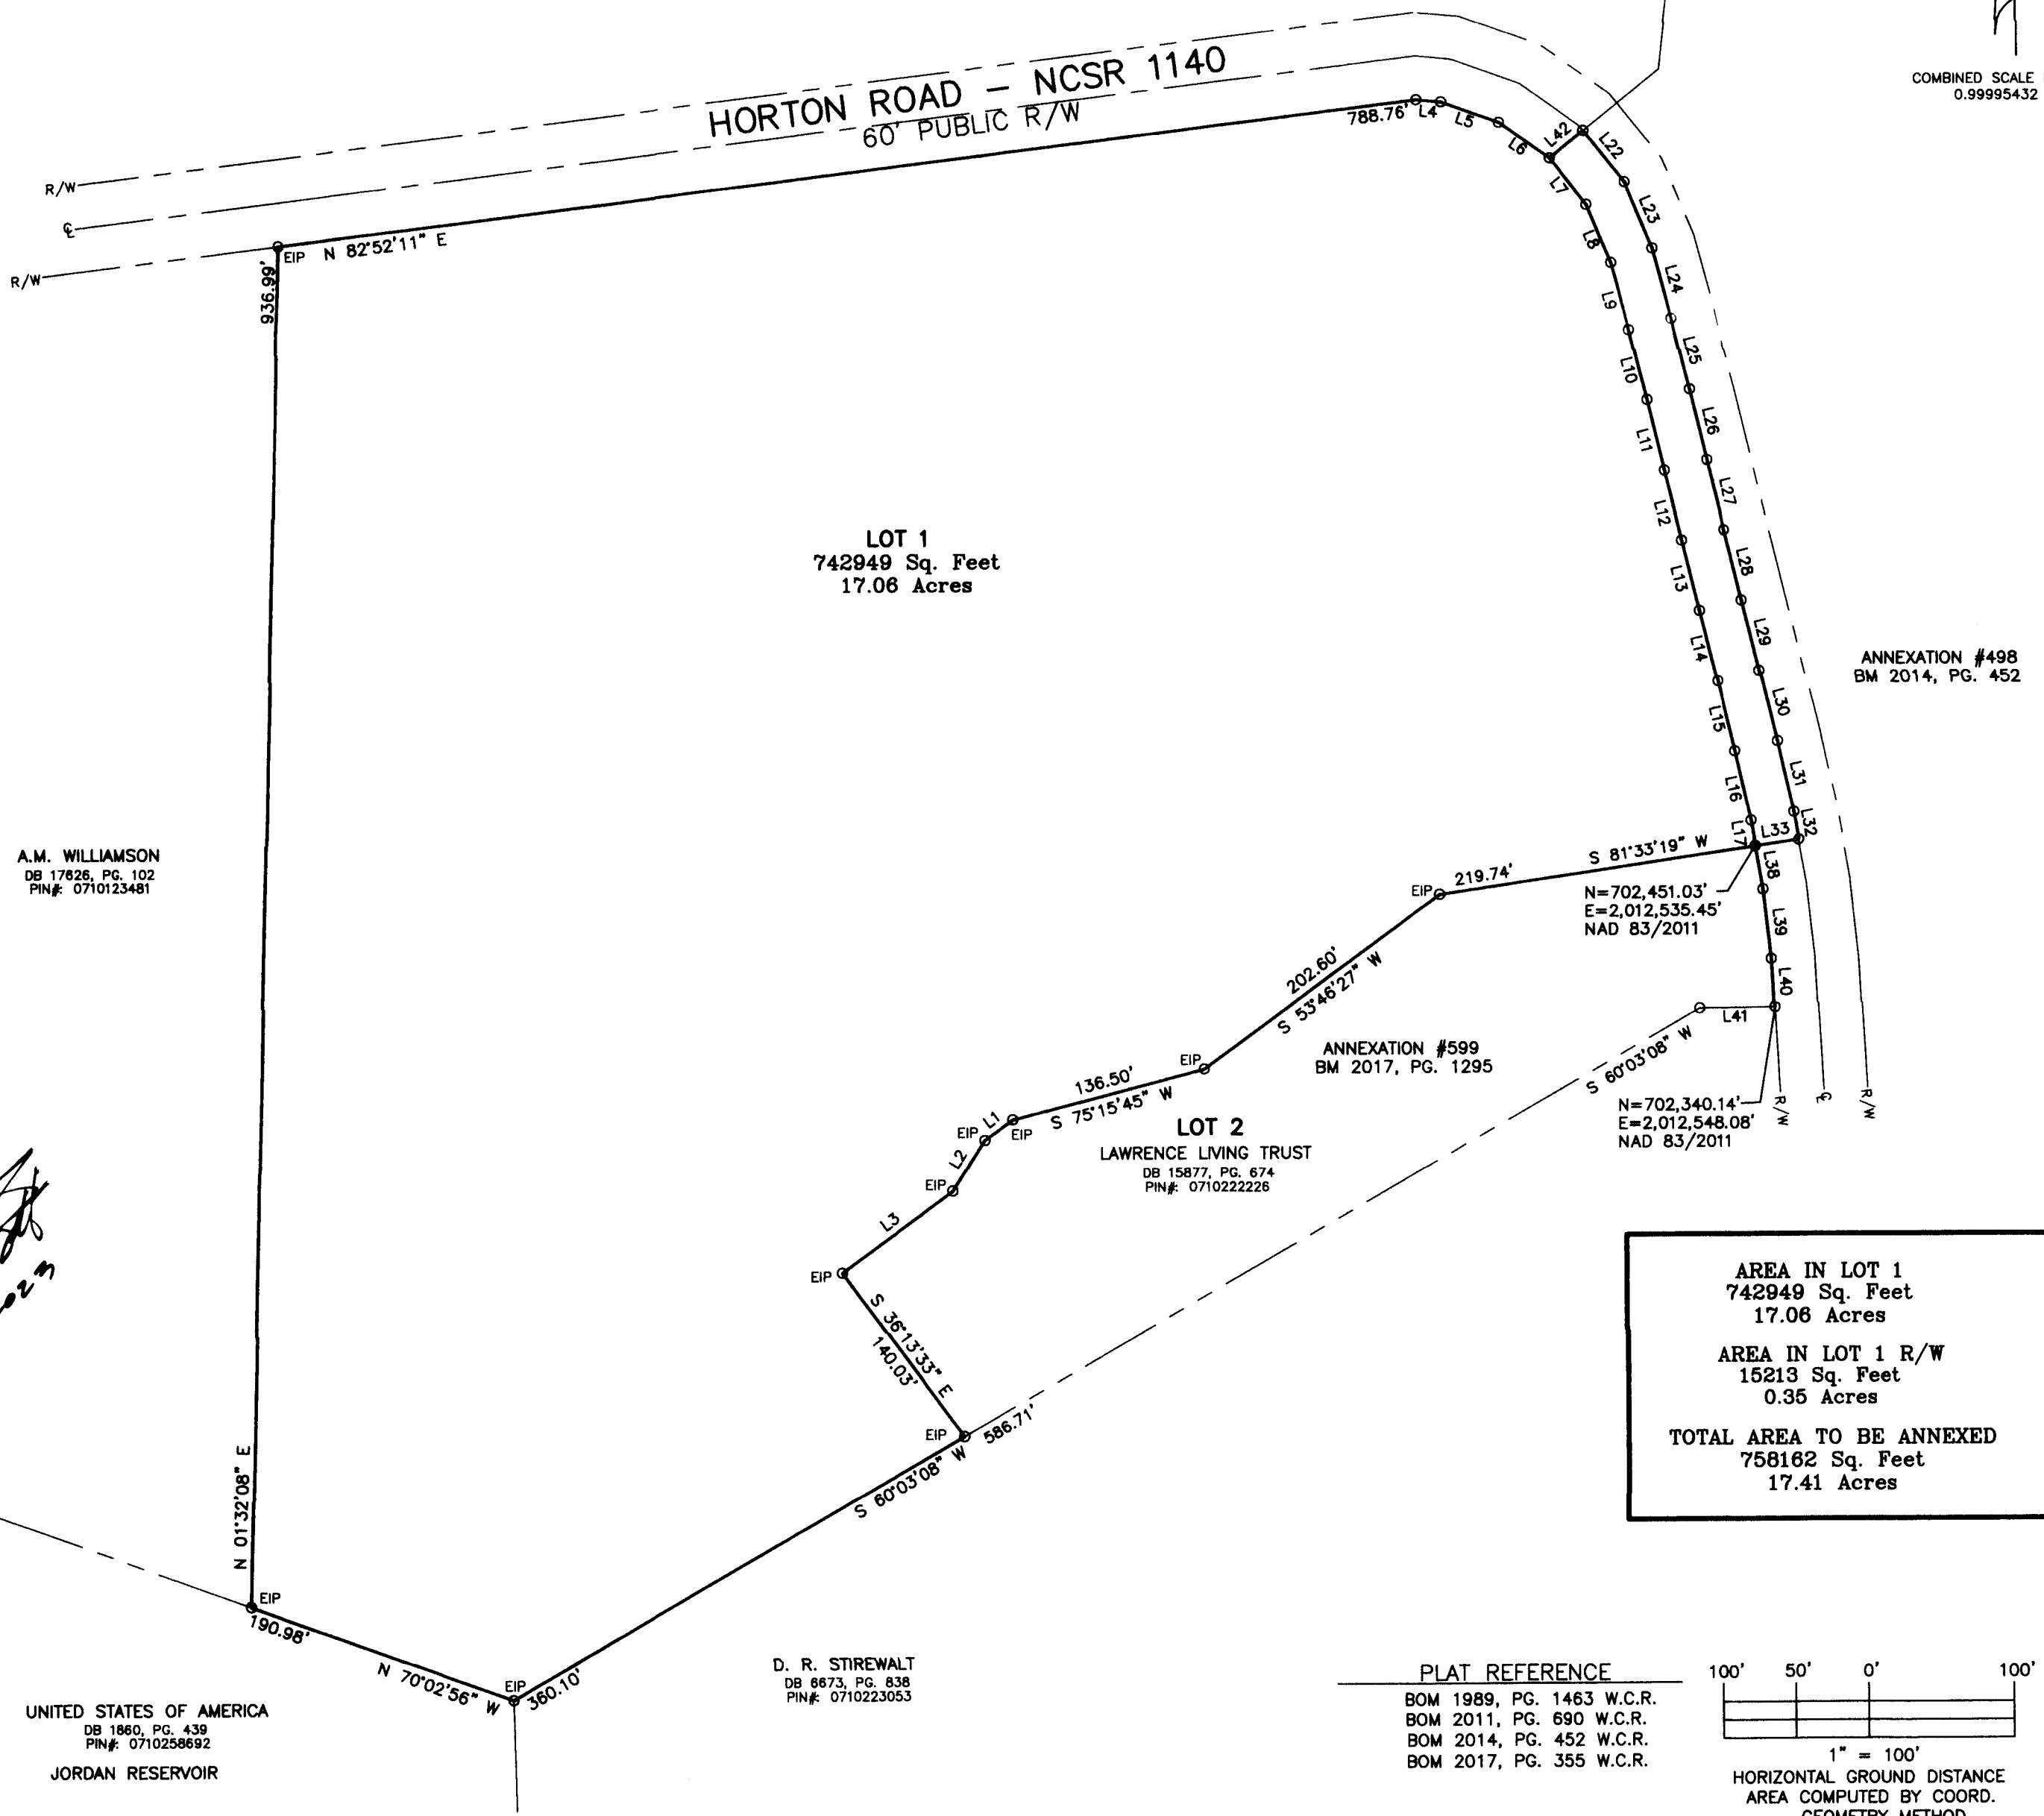 COMBINED SCALE
0.99995432
HORTON ROAD - NCSR 1140
60' PUBLIC R/W
R/W
℄
R/W
N 82°52'11" E
788.76'
EIP
936.99'
L4
L5
L6
L42
L22
L7
L23
L8
L24
L9
L25
L10
L26
L11
L27
L12
L28
L13
L29
L14
L30
L15
L31
L16
L32
L17
L33
L38
L39
L40
L41
LOT 1
742949 Sq. Feet
17.06 Acres
ANNEXATION #498
BM 2014, PG. 452
A.M. WILLIAMSON
DB 17626, PG. 102
PIN#: 0710123481
S 81°33'19" W
219.74'
EIP
N=702,451.03'
E=2,012,535.45'
NAD 83/2011
202.60'
S 53°46'27" W
EIP
ANNEXATION #599
BM 2017, PG. 1295
S 60°03'08" W
N=702,340.14'
E=2,012,548.08'
NAD 83/2011
R/W
℄
R/W
136.50'
S 75°15'45" W
L1
EIP
EIP
L2
EIP
L3
EIP
LOT 2
LAWRENCE LIVING TRUST
DB 15877, PG. 674
PIN#: 0710222226
S 36°13'33" E
140.03'
EIP
586.71'
S 60°03'08" W
N 01°32'08" E
EIP
190.98'
N 70°02'56" W
EIP
360.10'
AREA IN LOT 1
742949 Sq. Feet
17.06 Acres
AREA IN LOT 1 R/W
15213 Sq. Feet
0.35 Acres
TOTAL AREA TO BE ANNEXED
758162 Sq. Feet
17.41 Acres
UNITED STATES OF AMERICA
DB 1860, PG. 439
PIN#: 0710258692
JORDAN RESERVOIR
D. R. STIREWALT
DB 6673, PG. 838
PIN#: 0710223053
PLAT REFERENCE
BOM 1989, PG. 1463 W.C.R.
BOM 2011, PG. 690 W.C.R.
BOM 2014, PG. 452 W.C.R.
BOM 2017, PG. 355 W.C.R.
100' 50' 0' 100'
1" = 100'
HORIZONTAL GROUND DISTANCE
AREA COMPUTED BY COORD.
GEOMETRY METHOD